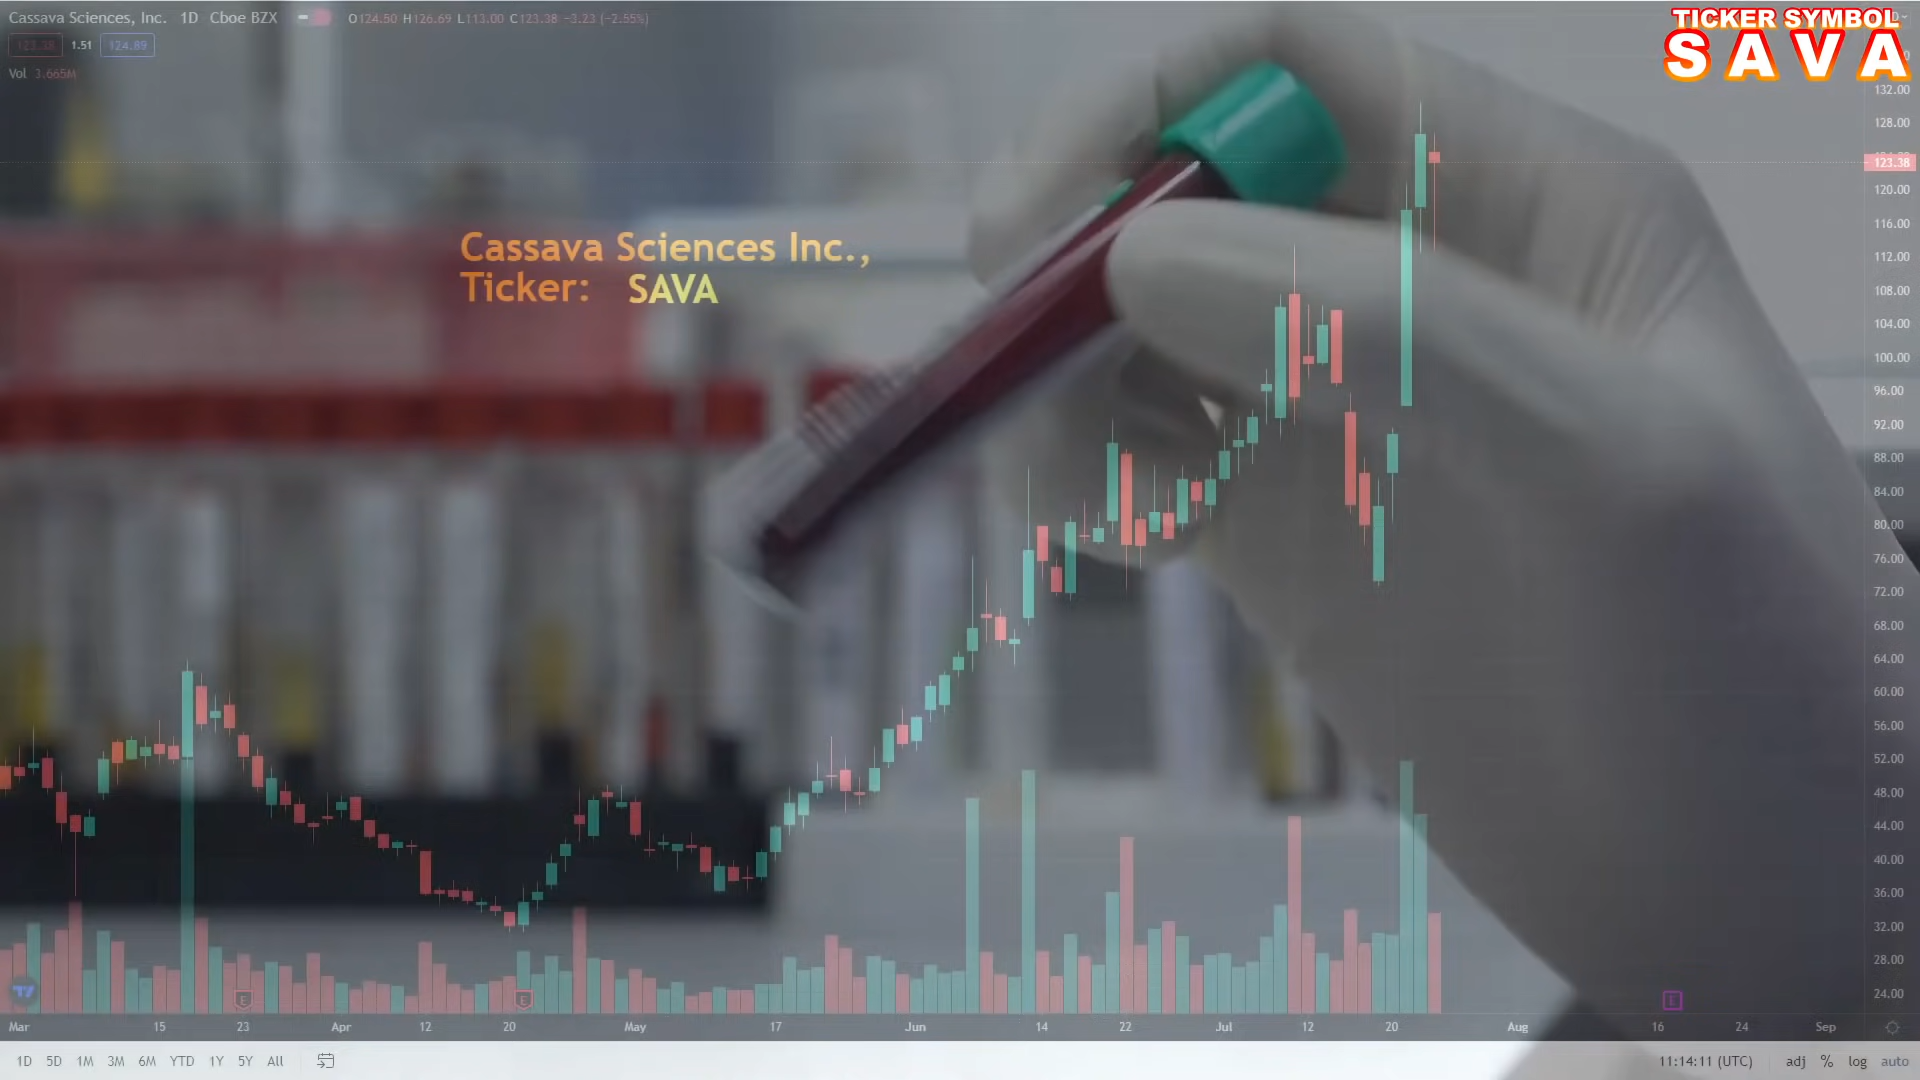 Cassava Sciences, Inc. 1D Cboe BZX O124.50 H126.69 L113.00 C123.38 −3.23 (−2.55%)
123.38 1.51 124.89
Vol 3.665M
TICKER SYMBOL
SAVA
Cassava Sciences Inc.,
Ticker: SAVA
132.00
128.00
123.38
120.00
116.00
112.00
108.00
104.00
100.00
96.00
92.00
88.00
84.00
80.00
76.00
72.00
68.00
64.00
60.00
56.00
52.00
48.00
44.00
40.00
36.00
32.00
28.00
24.00
E E E
Mar 15 23 Apr 12 20 May 17 Jun 14 22 Jul 12 20 Aug 16 24 Sep
1D 5D 1M 3M 6M YTD 1Y 5Y All 11:14:11 (UTC) adj % log auto